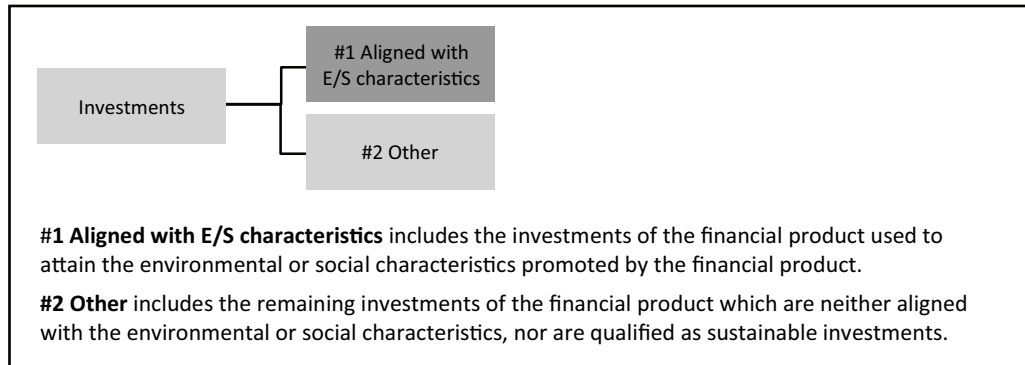 #1 Aligned with
E/S characteristics
Investments
#2 Other
#1 Aligned with E/S characteristics includes the investments of the financial product used to
attain the environmental or social characteristics promoted by the financial product.
#2 Other includes the remaining investments of the financial product which are neither aligned
with the environmental or social characteristics, nor are qualified as sustainable investments.